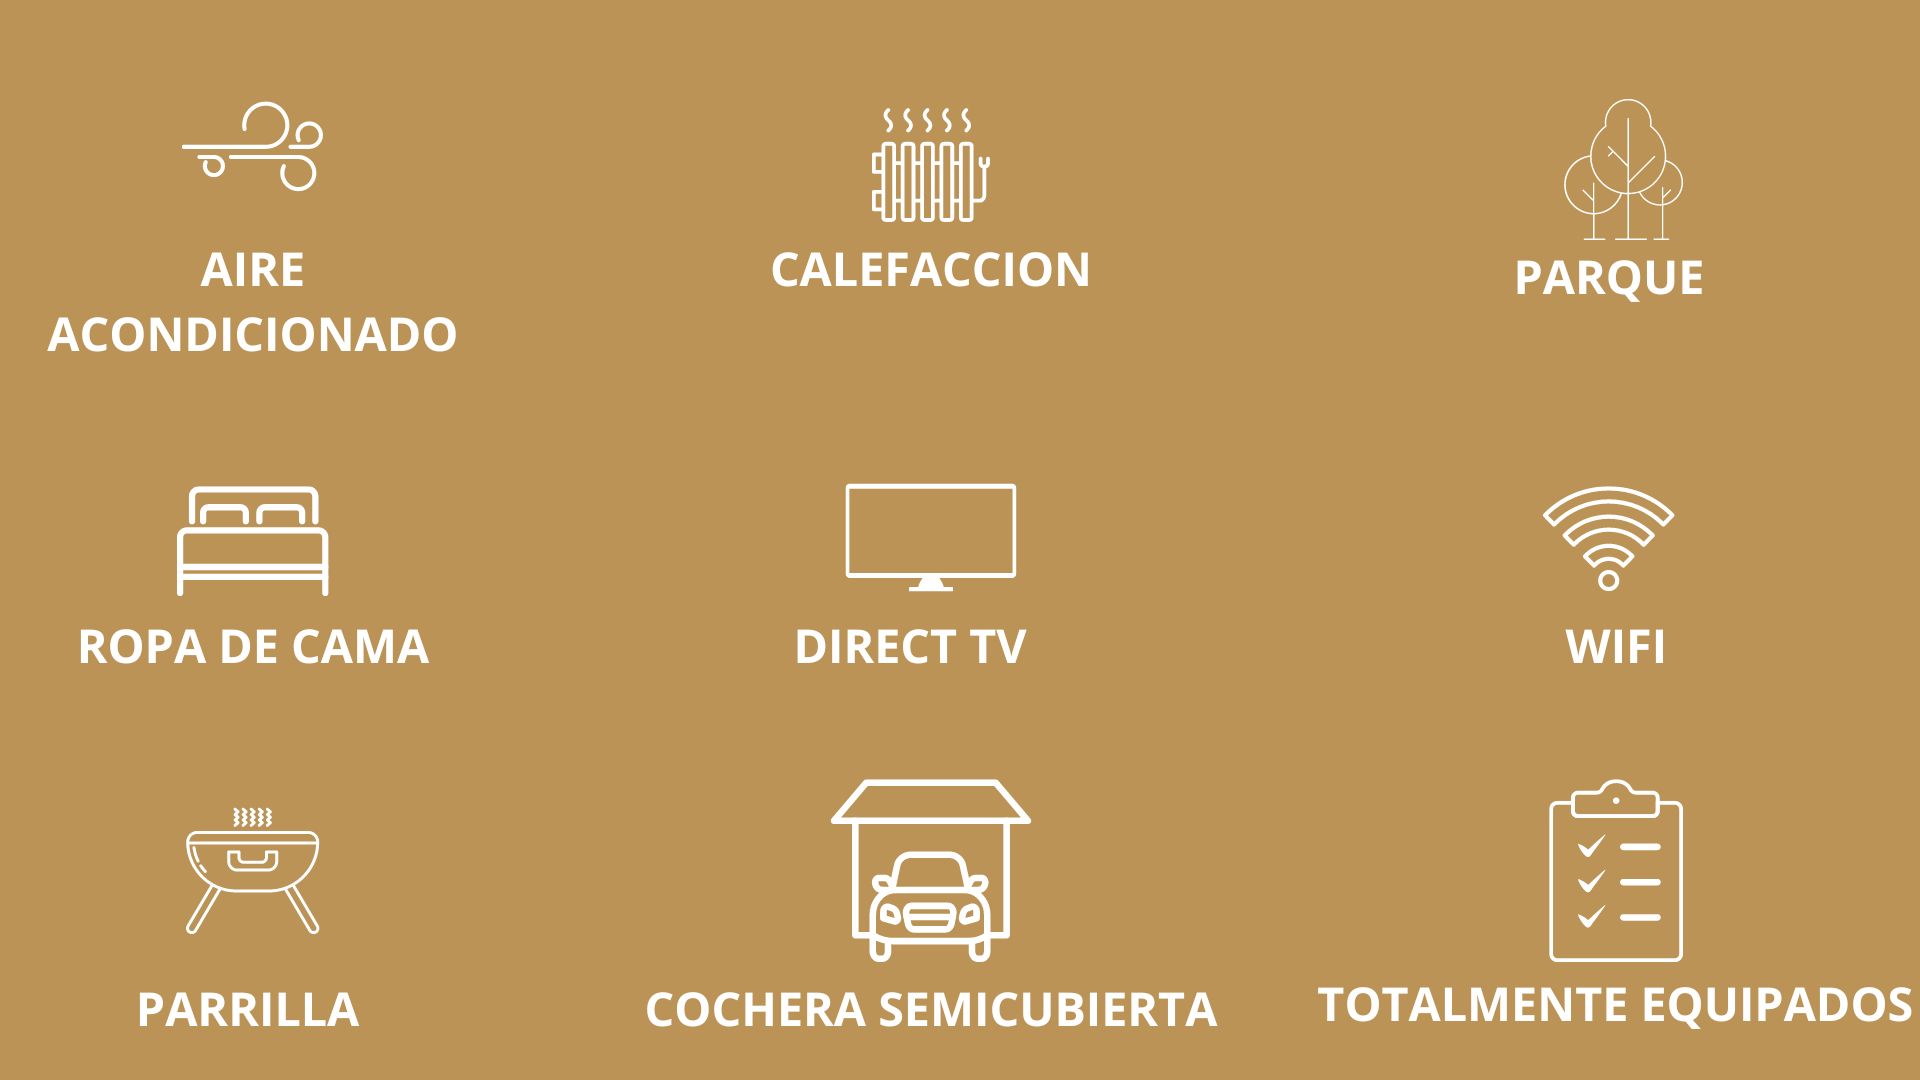 AIRE
ACONDICIONADO
CALEFACCION
PARQUE
ROPA DE CAMA
DIRECT TV
WIFI
PARRILLA
COCHERA SEMICUBIERTA
TOTALMENTE EQUIPADOS